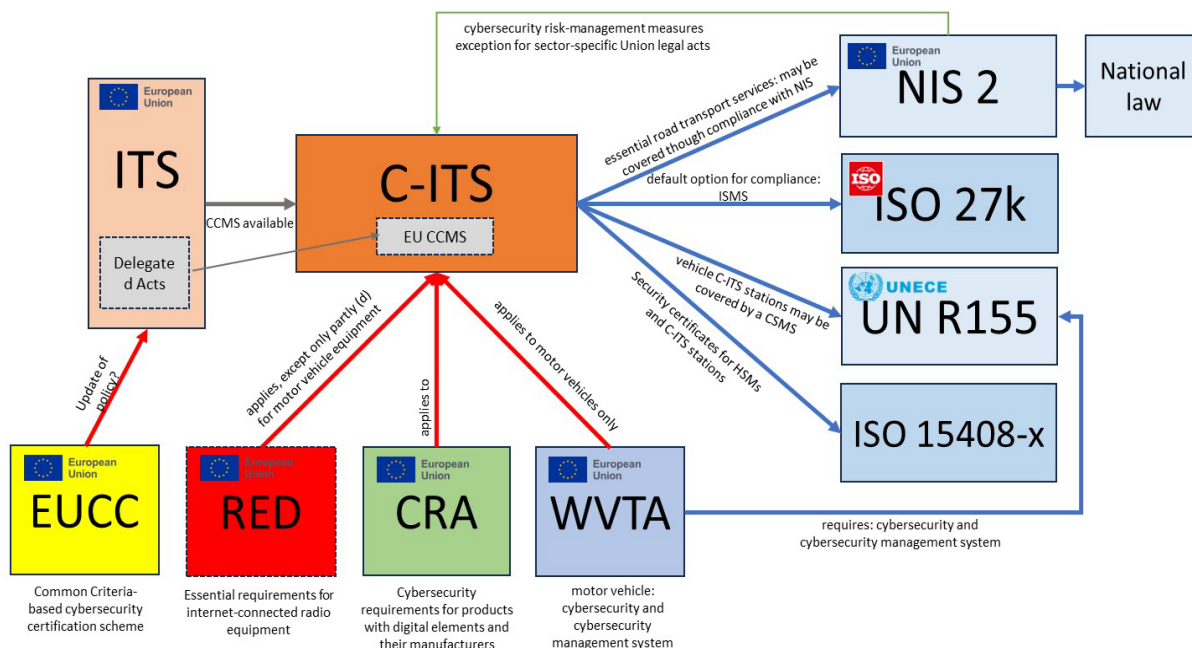 cybersecurity risk-management measures
exception for sector-specific Union legal acts
European
Union
ITS
Delegate
d Acts
CCMS available
C-ITS
EU CCMS
essential road transport services: may be
covered though compliance with NIS
European
Union
NIS 2
National
law
default option for compliance:
ISMS
ISO
ISO 27k
vehicle C-ITS stations may be
covered by a CSMS
UNECE
UN R155
Security certificates for HSMs
and C-ITS stations
ISO 15408-x
Update of
policy?
applies, except only partly (d)
for motor vehicle equipment
applies to
applies to motor vehicles only
European
Union
EUCC
European
Union
RED
European
Union
CRA
European
Union
WVTA
requires: cybersecurity and
cybersecurity management system
Common Criteria-
based cybersecurity
certification scheme
Essential requirements for
internet-connected radio
equipment
Cybersecurity
requirements for products
with digital elements and
their manufacturers
motor vehicle:
cybersecurity and
cybersecurity
management system